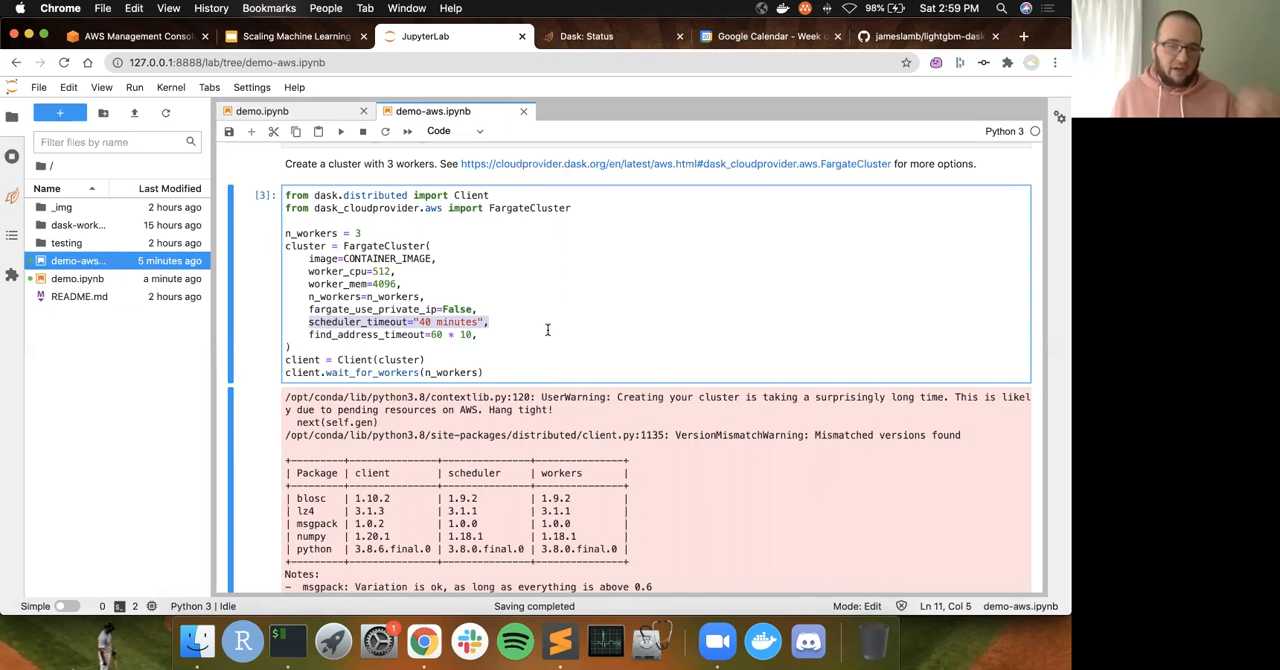 Chrome File Edit View History Bookmarks People Tab Window Help 98% Sat 2:59 PM
AWS Management Consol Scaling Machine Learning JupyterLab Dask: Status Google Calendar - Week o jameslamb/lightgbm-dask
127.0.0.1:8888/lab/tree/demo-aws.ipynb
File Edit View Run Kernel Tabs Settings Help
demo.ipynb demo-aws.ipynb
Code Python 3
Filter files by name
/
Name Last Modified
_img 2 hours ago
dask-work... 15 hours ago
testing 2 hours ago
demo-aws... 5 minutes ago
demo.ipynb a minute ago
README.md 2 hours ago
Create a cluster with 3 workers. See https://cloudprovider.dask.org/en/latest/aws.html#dask_cloudprovider.aws.FargateCluster for more options.
[3]: from dask.distributed import Client
from dask_cloudprovider.aws import FargateCluster
n_workers = 3
cluster = FargateCluster(
image=CONTAINER_IMAGE,
worker_cpu=512,
worker_mem=4096,
n_workers=n_workers,
fargate_use_private_ip=False,
scheduler_timeout="40 minutes",
find_address_timeout=60 * 10,
)
client = Client(cluster)
client.wait_for_workers(n_workers)
/opt/conda/lib/python3.8/contextlib.py:120: UserWarning: Creating your cluster is taking a surprisingly long time. This is likel
y due to pending resources on AWS. Hang tight!
next(self.gen)
/opt/conda/lib/python3.8/site-packages/distributed/client.py:1135: VersionMismatchWarning: Mismatched versions found
+---------+---------------+---------------+---------------+
| Package | client | scheduler | workers |
+---------+---------------+---------------+---------------+
| blosc | 1.10.2 | 1.9.2 | 1.9.2 |
| lz4 | 3.1.3 | 3.1.1 | 3.1.1 |
| msgpack | 1.0.2 | 1.0.0 | 1.0.0 |
| numpy | 1.20.1 | 1.18.1 | 1.18.1 |
| python | 3.8.6.final.0 | 3.8.0.final.0 | 3.8.0.final.0 |
+---------+---------------+---------------+---------------+
Notes:
- msgpack: Variation is ok, as long as everything is above 0.6
Simple 0 2 Python 3 | Idle Saving completed Mode: Edit Ln 11, Col 5 demo-aws.ipynb
R $ 1